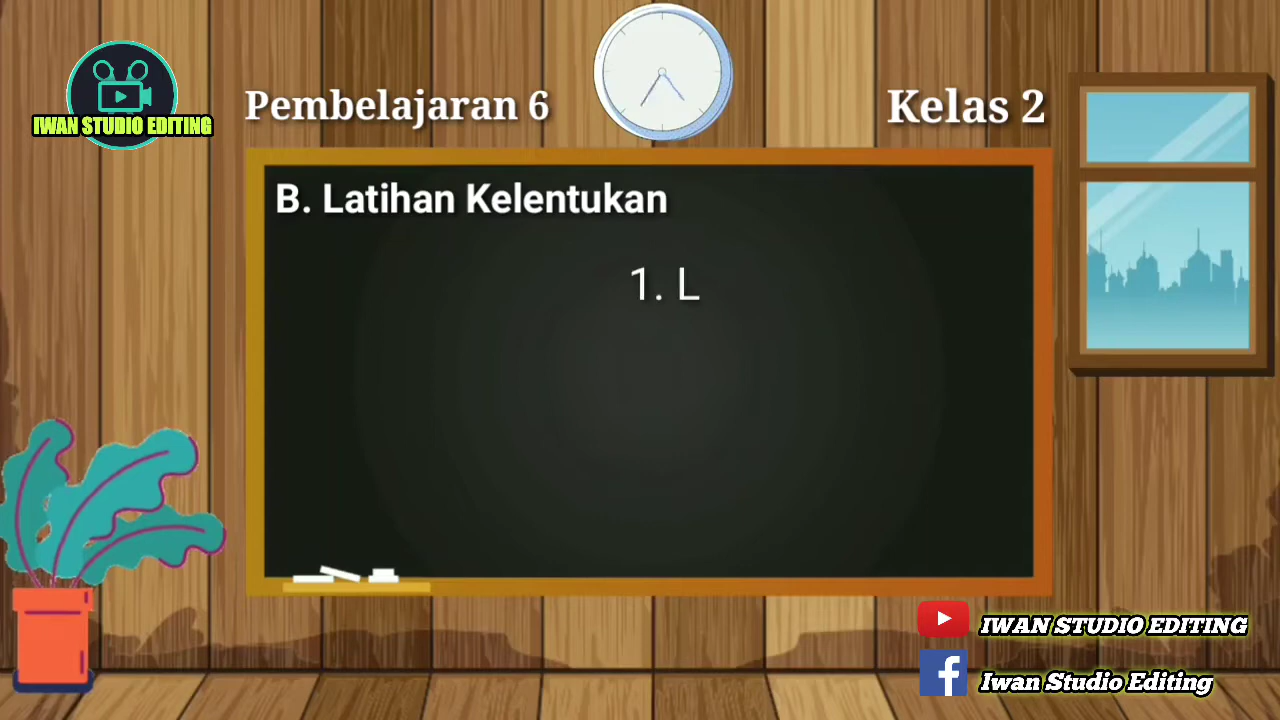 IWAN STUDIO EDITING
Pembelajaran 6
Kelas 2
B. Latihan Kelentukan
1. L
IWAN STUDIO EDITING
Iwan Studio Editing